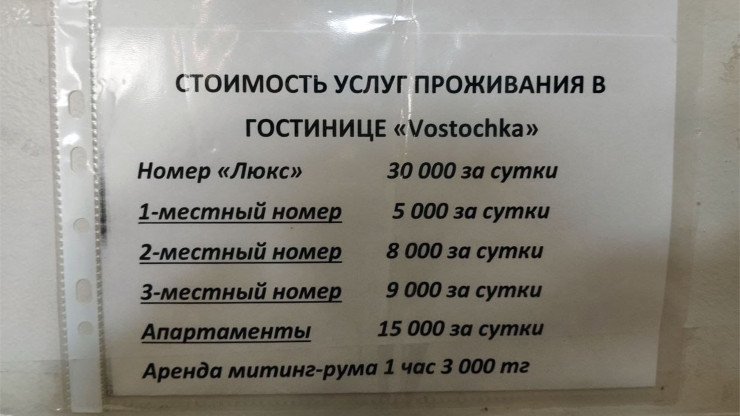 СТОИМОСТЬ УСЛУГ ПРОЖИВАНИЯ В
ГОСТИНИЦЕ «Vostochka»
Номер «Люкс» 30 000 за сутки
1-местный номер 5 000 за сутки
2-местный номер 8 000 за сутки
3-местный номер 9 000 за сутки
Апартаменты 15 000 за сутки
Аренда митинг-рума 1 час 3 000 тг